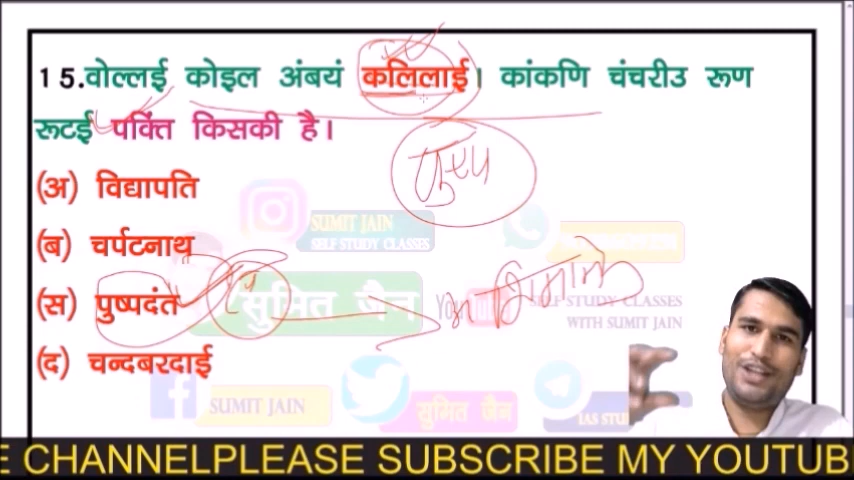 15.वोल्लई कोइल अंबयं कलिलाई। कांकणि चंचरीउ रूण
रूटई पक्तिं किसकी है।
पुष्प
(अ) विद्यापति
(ब) चर्पटनाथ
(स) पुष्पदंत
(द) चन्दबरदाई
SUMIT JAIN
SELF STUDY CLASSES
सुमित जैन
SELF STUDY CLASSES
WITH SUMIT JAIN
SUMIT JAIN
सुमित जैन
E CHANNELPLEASE SUBSCRIBE MY YOUTUB